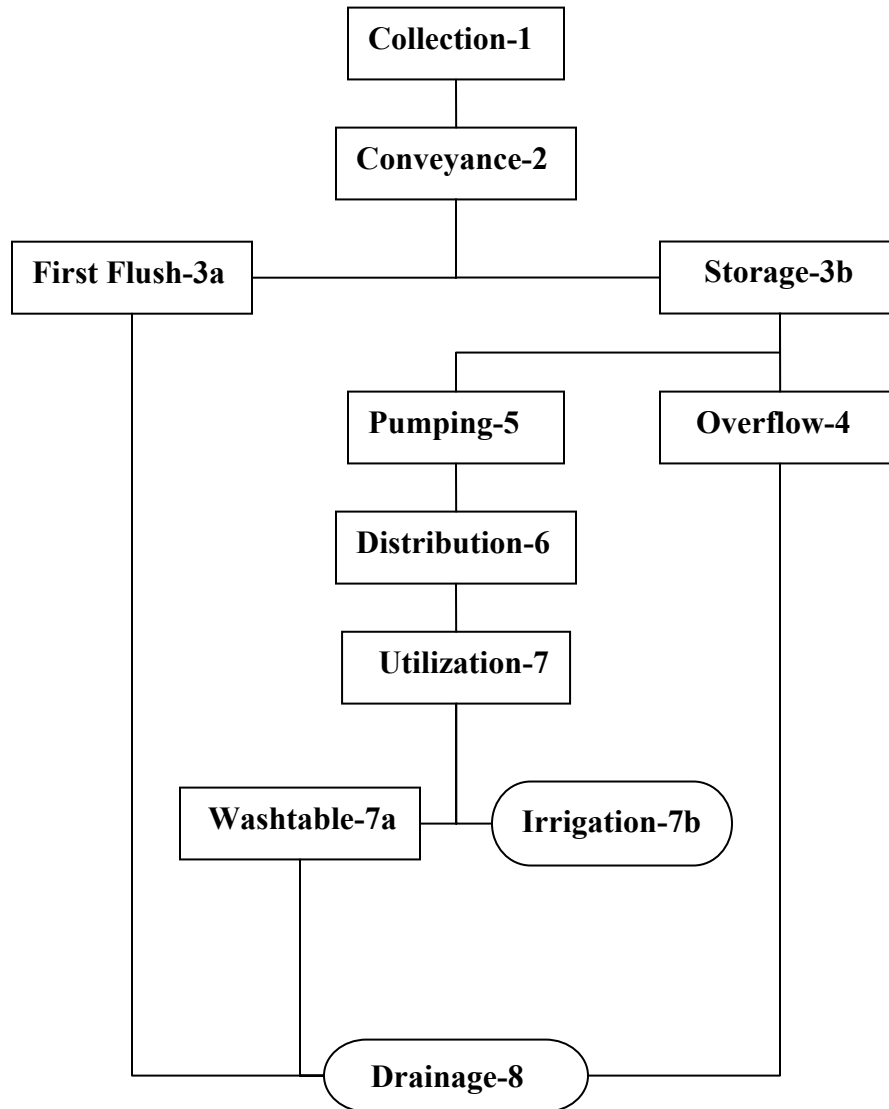 Collection-1
Conveyance-2
First Flush-3a
Storage-3b
Pumping-5
Overflow-4
Distribution-6
Utilization-7
Washtable-7a
Irrigation-7b
Drainage-8